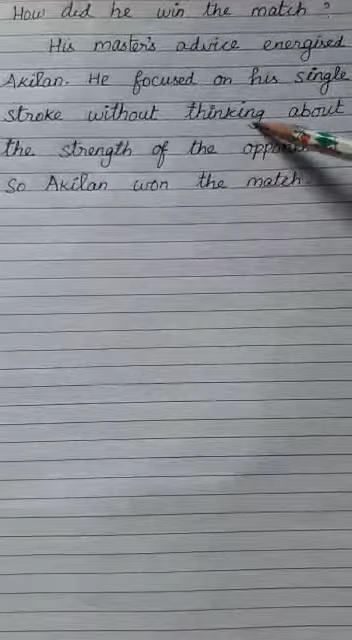 How did he win the match ?
His master's advice energised
Akilan. He focused on his single
stroke without thinking about
the strength of the
so Akilan won the match.